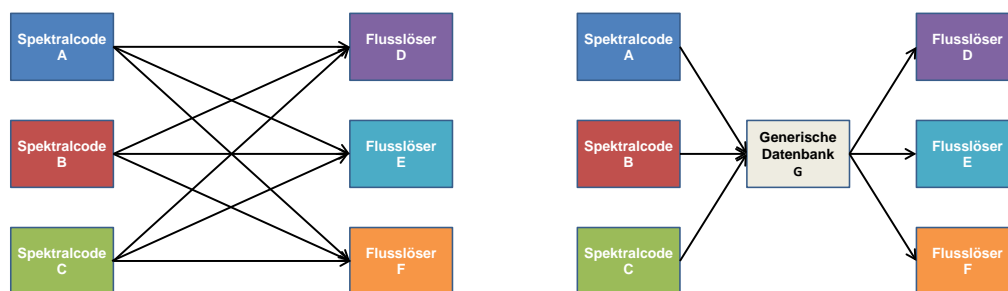 Spektralcode
A
Flusslöser
D
Spektralcode
B
Flusslöser
E
Spektralcode
C
Flusslöser
F
Spektralcode
A
Flusslöser
D
Spektralcode
B
Generische
Datenbank
G
Flusslöser
E
Spektralcode
C
Flusslöser
F